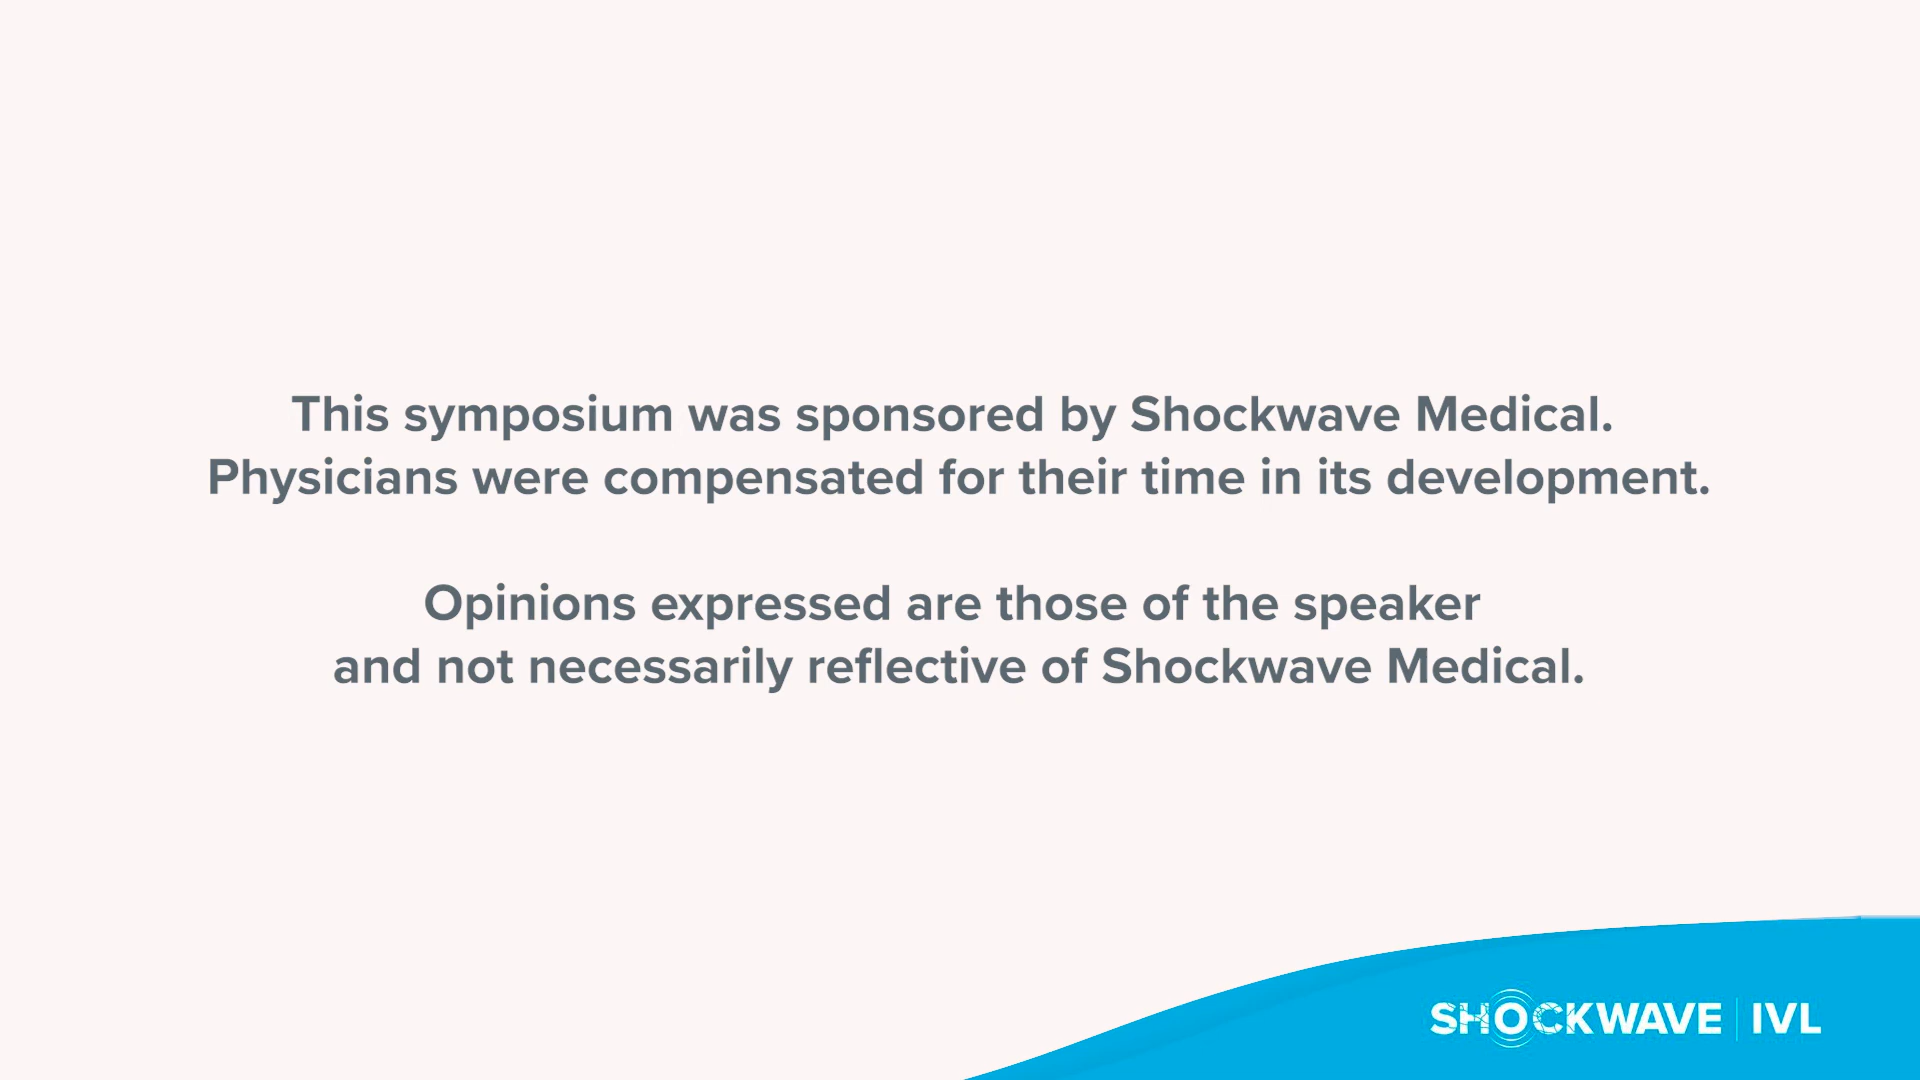 This symposium was sponsored by Shockwave Medical.
Physicians were compensated for their time in its development.
Opinions expressed are those of the speaker
and not necessarily reflective of Shockwave Medical.
SHOCKWAVE | IVL